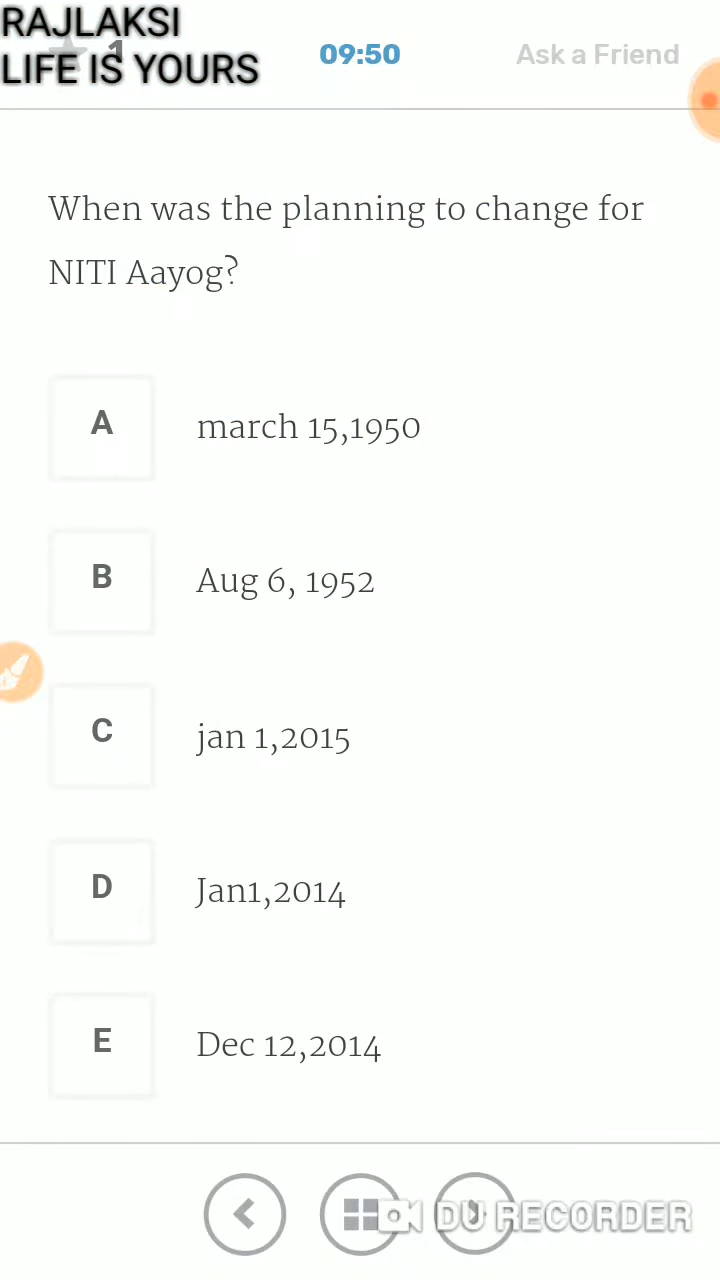 RAJLAKSI
LIFE IS YOURS
1
09:50
Ask a Friend
When was the planning to change for
NITI Aayog?
A
march 15,1950
B
Aug 6, 1952
C
jan 1,2015
D
Jan1,2014
E
Dec 12,2014
DU RECORDER